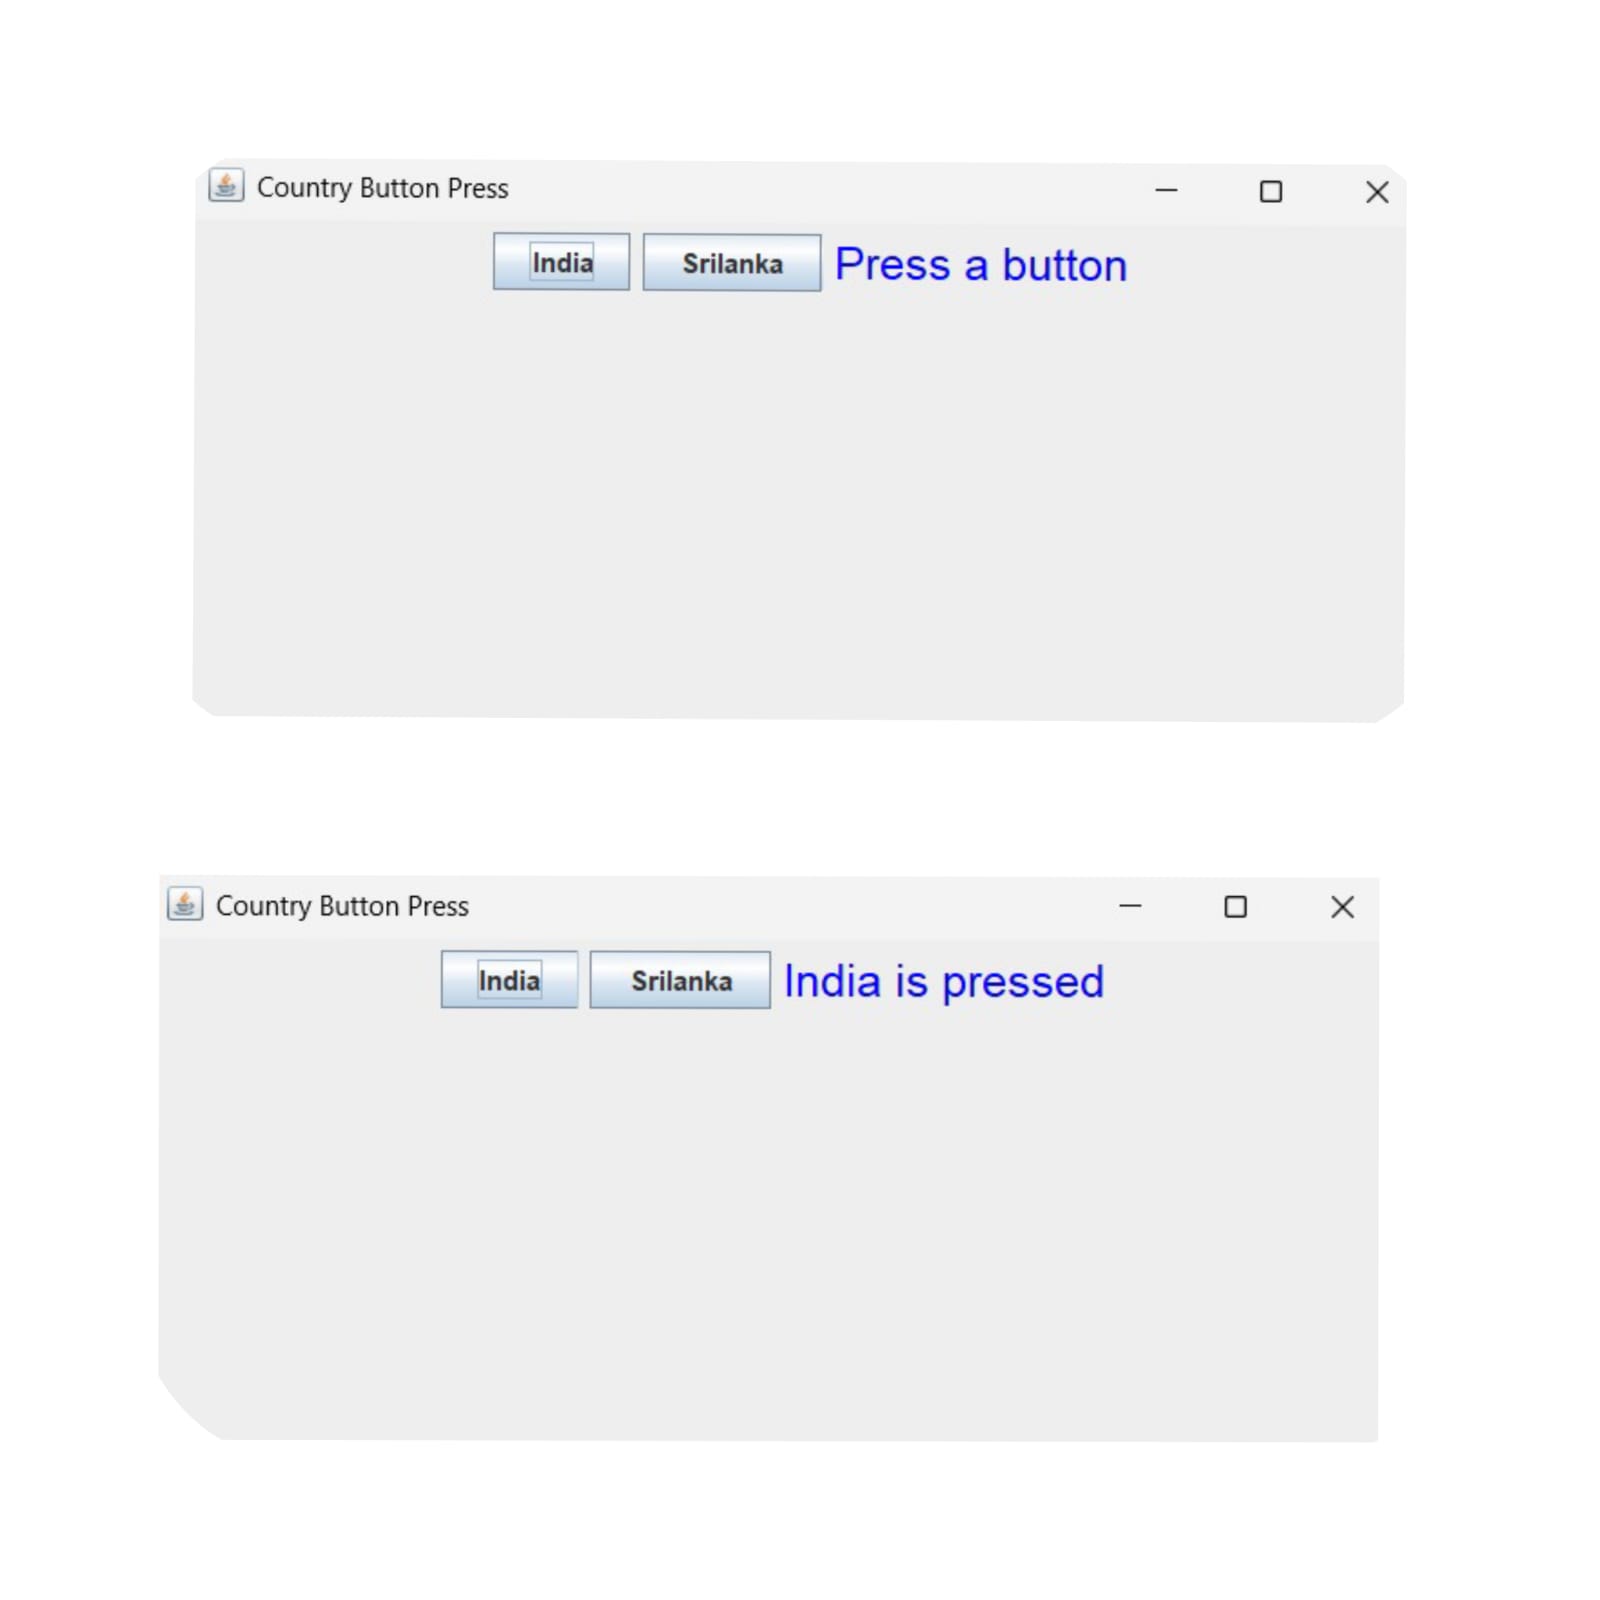 Country Button Press
India Srilanka Press a button
Country Button Press
India Srilanka India is pressed